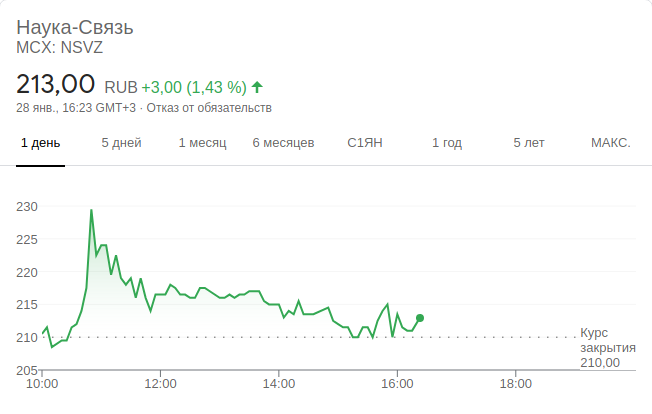 Наука-Связь
MCX: NSVZ
213,00 RUB +3,00 (1,43 %)
28 янв., 16:23 GMT+3 · Отказ от обязательств
1 день 5 дней 1 месяц 6 месяцев С1ЯН 1 год 5 лет МАКС.
230
225
220
215
210
205
Курс
закрытия
210,00
10:00 12:00 14:00 16:00 18:00